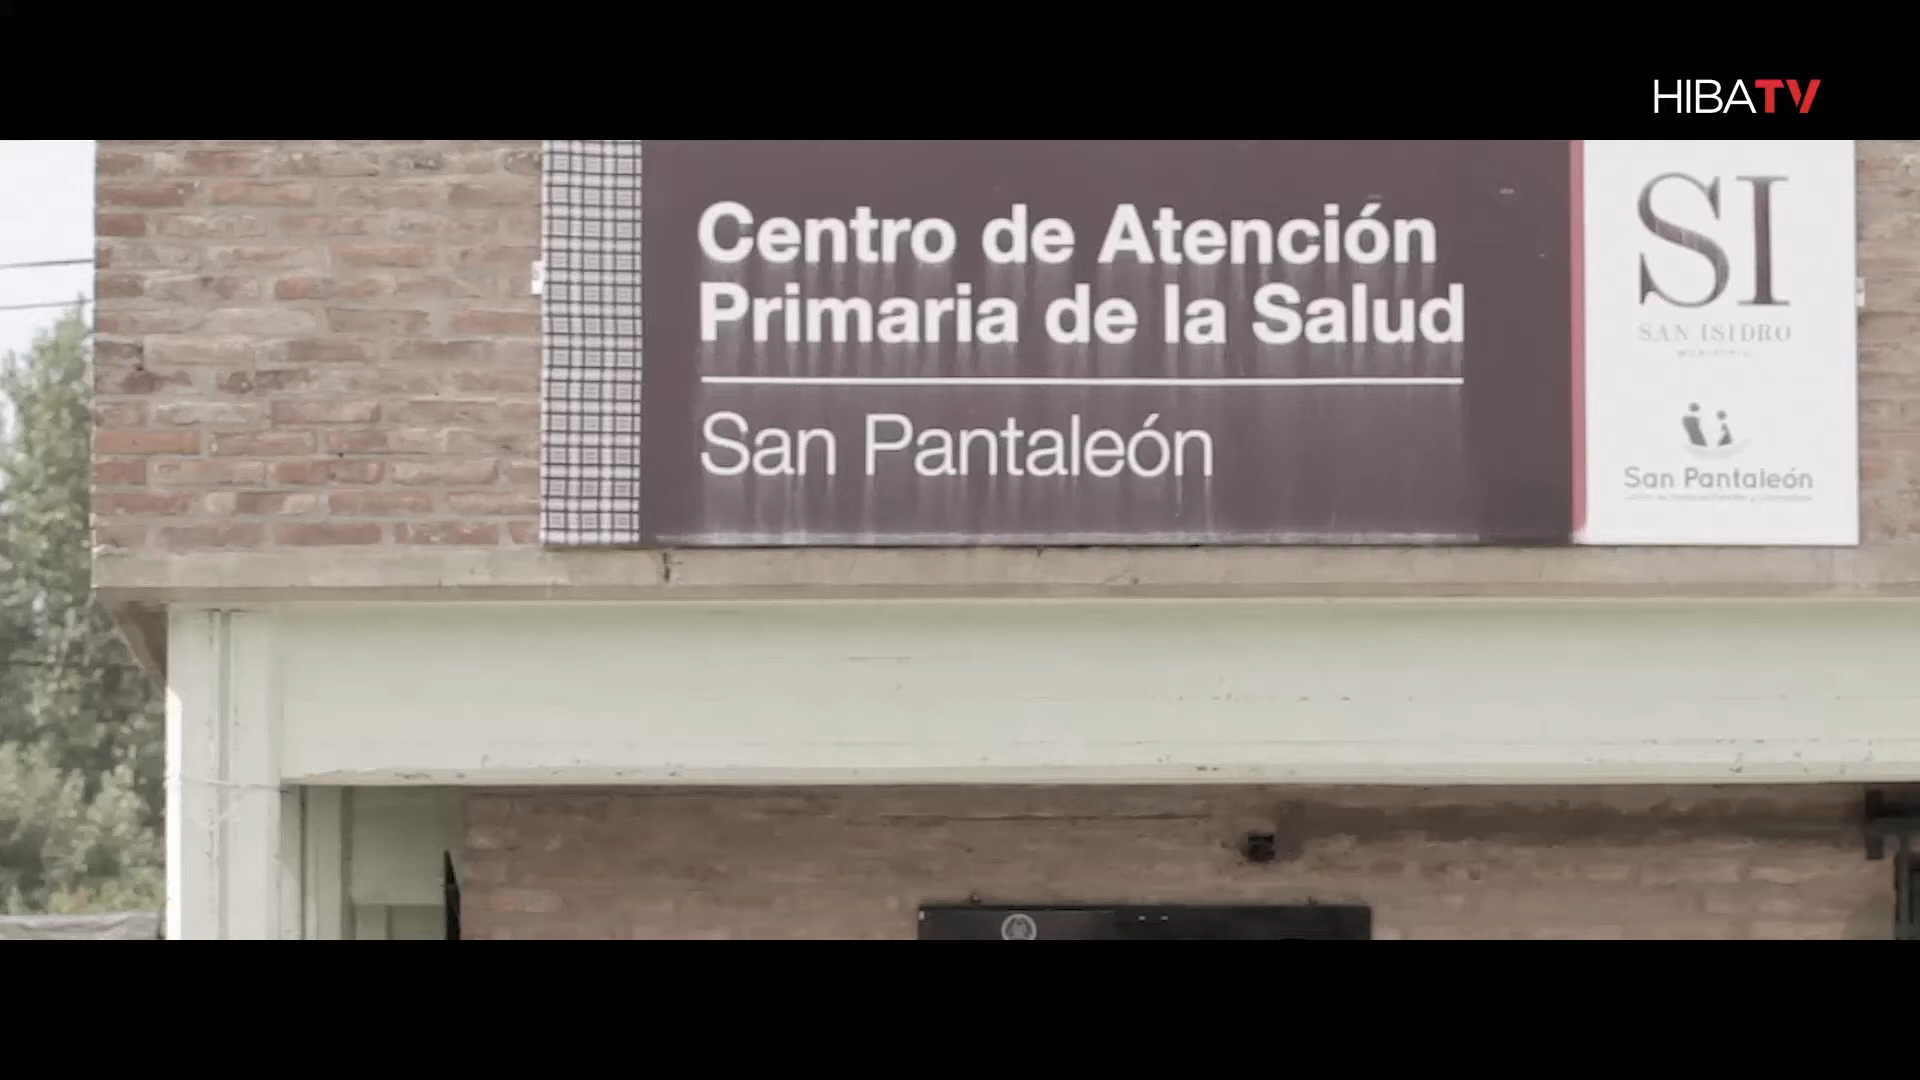 HIBATV
Centro de Atención
Primaria de la Salud
San Pantaleón
SI
SAN ISIDRO
San Pantaleón